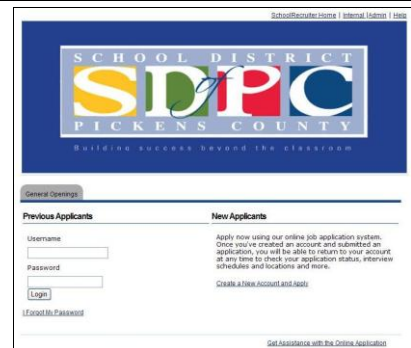 SchoolRecruiter Home | Internal | Admin | Help
SCHOOL DISTRICT
SDofPC
PICKENS COUNTY
Building success beyond the classroom
General Openings
Previous Applicants
Username
Password
Login
I Forgot My Password
New Applicants
Apply now using our online job application system.
Once you've created an account and submitted an
application, you will be able to return to your account
at any time to check your application status, interview
schedules and locations and more.
Create a New Account and Apply
Get Assistance with the Online Application